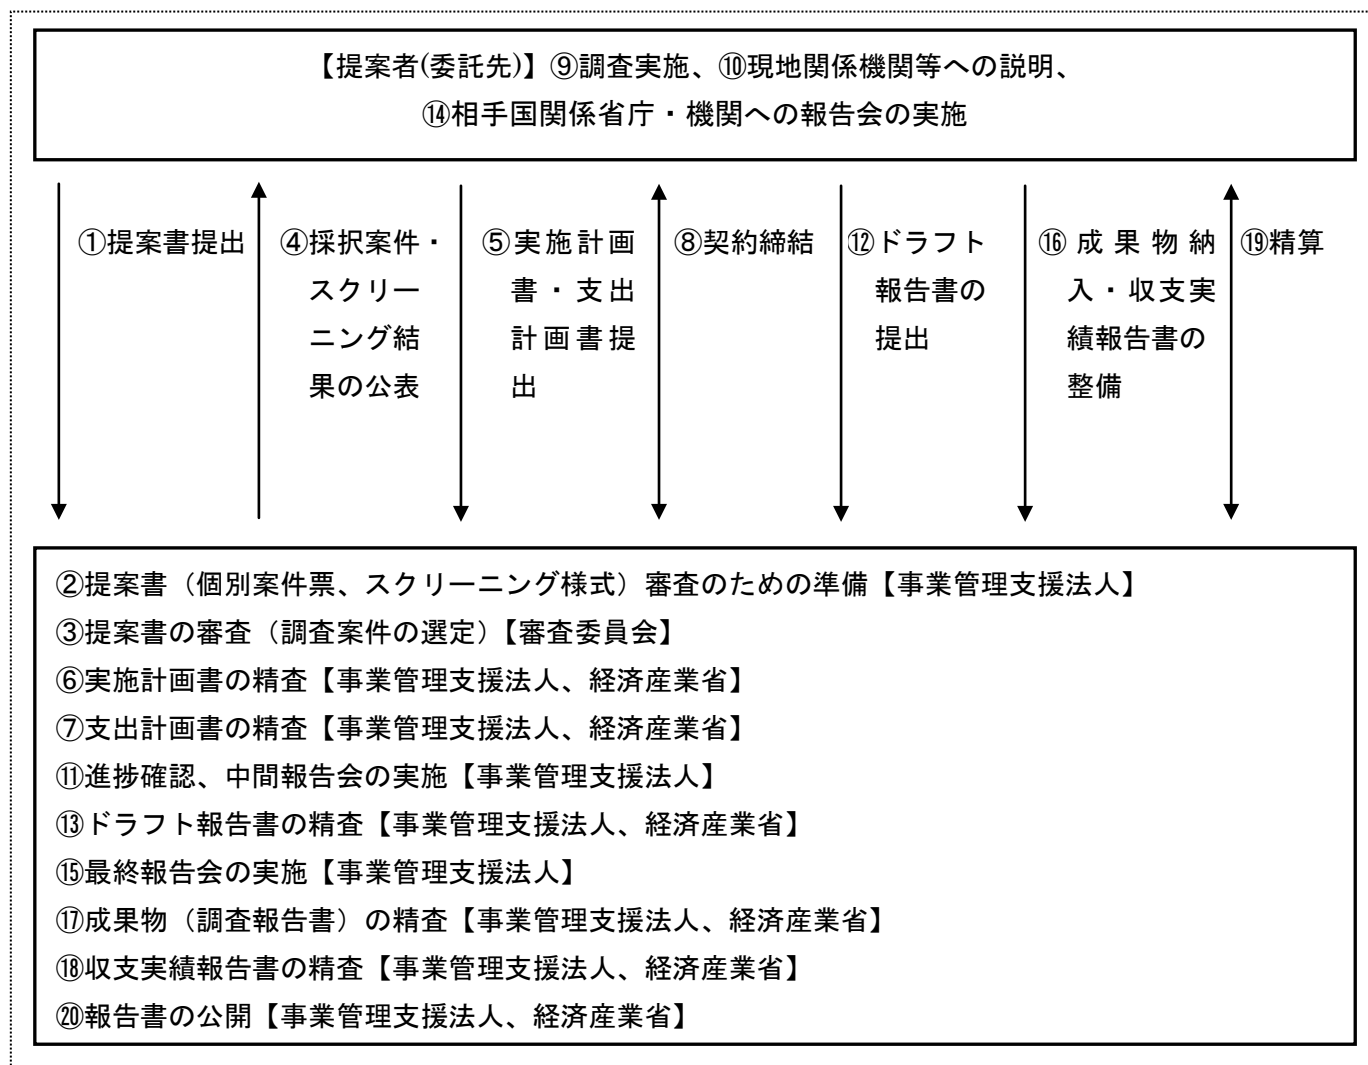 【提案者(委託先)】⑨調査実施、⑩現地関係機関等への説明、
⑭相手国関係省庁・機関への報告会の実施
①提案書提出
④採択案件・
スクリー
ニング結
果の公表
⑤実施計画
書・支出
計画書提
出
⑧契約締結
⑫ドラフト
報告書の
提出
⑯成果物納
入・収支実
績報告書の
整備
⑲精算
②提案書（個別案件票、スクリーニング様式）審査のための準備【事業管理支援法人】
③提案書の審査（調査案件の選定）【審査委員会】
⑥実施計画書の精査【事業管理支援法人、経済産業省】
⑦支出計画書の精査【事業管理支援法人、経済産業省】
⑪進捗確認、中間報告会の実施【事業管理支援法人】
⑬ドラフト報告書の精査【事業管理支援法人、経済産業省】
⑮最終報告会の実施【事業管理支援法人】
⑰成果物（調査報告書）の精査【事業管理支援法人、経済産業省】
⑱収支実績報告書の精査【事業管理支援法人、経済産業省】
⑳報告書の公開【事業管理支援法人、経済産業省】